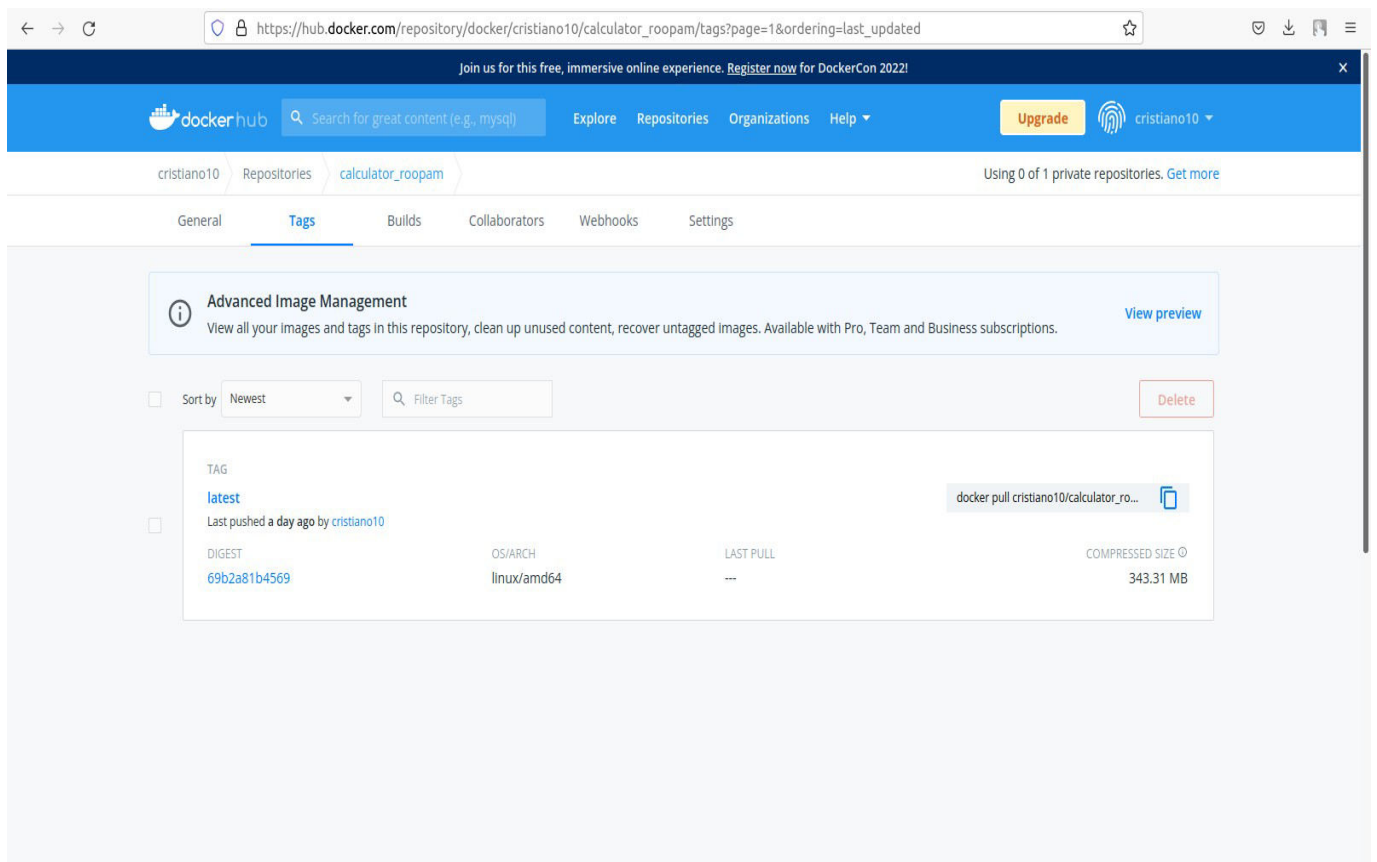 https://hub.docker.com/repository/docker/cristiano10/calculator_roopam/tags?page=1&ordering=last_updated
Join us for this free, immersive online experience. Register now for DockerCon 2022! X
dockerhub Search for great content (e.g., mysql) Explore Repositories Organizations Help Upgrade cristiano10
cristiano10 Repositories calculator_roopam Using 0 of 1 private repositories. Get more
General Tags Builds Collaborators Webhooks Settings
Advanced Image Management
View all your images and tags in this repository, clean up unused content, recover untagged images. Available with Pro, Team and Business subscriptions. View preview
Sort by Newest Filter Tags Delete
TAG
latest docker pull cristiano10/calculator_ro...
Last pushed a day ago by cristiano10
DIGEST OS/ARCH LAST PULL COMPRESSED SIZE
69b2a81b4569 linux/amd64 --- 343.31 MB